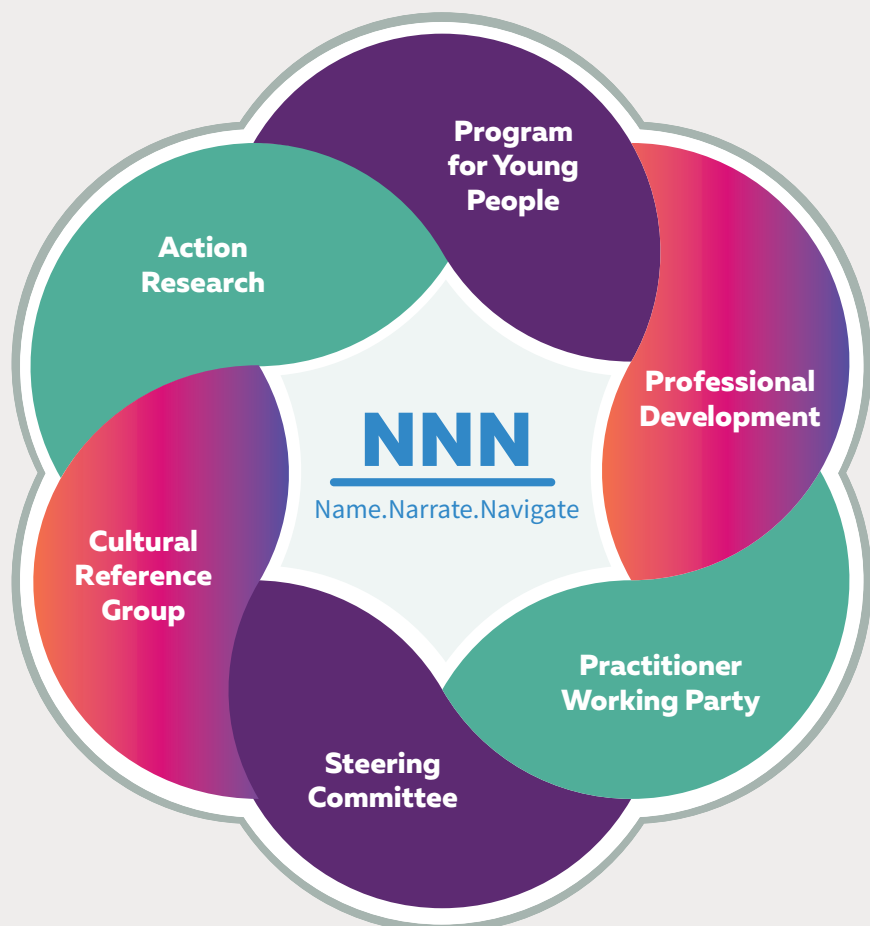 Program
for Young
People
Professional
Development
Practitioner
Working Party
Steering
Committee
Cultural
Reference
Group
Action
Research
NNN
Name.Narrate.Navigate